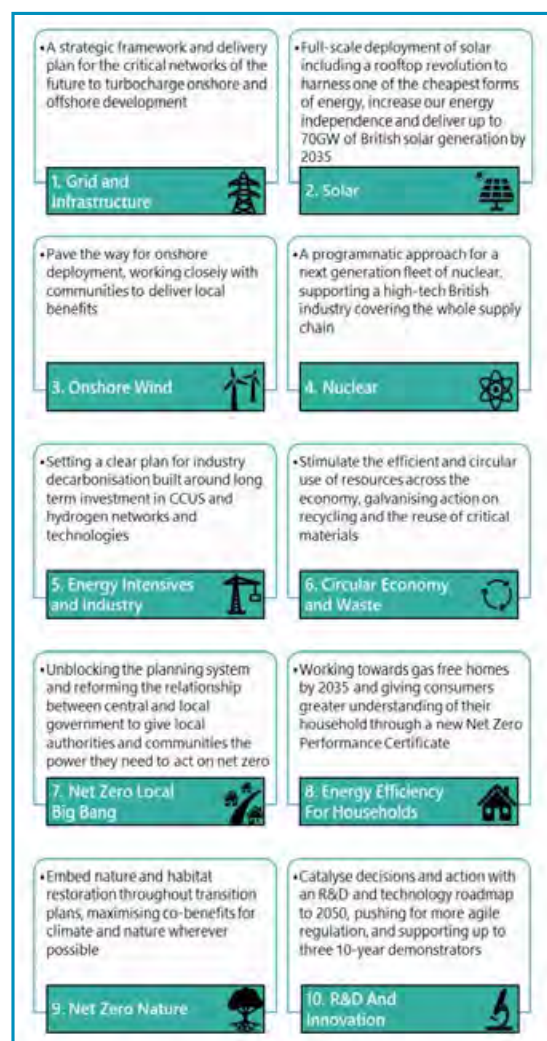 •A strategic framework and delivery
plan for the critical networks of the
future to turbocharge onshore and
offshore development
1. Grid and
Infrastructure
•Full-scale deployment of solar
including a rooftop revolution to
harness one of the cheapest forms
of energy, increase our energy
independence and deliver up to
70GW of British solar generation by
2035
2. Solar
•Pave the way for onshore
deployment, working closely with
communities to deliver local
benefits
3. Onshore Wind
•A programmatic approach for a
next generation fleet of nuclear,
supporting a high-tech British
industry covering the whole supply
chain
4. Nuclear
•Setting a clear plan for industry
decarbonisation built around long
term investment in CCUS and
hydrogen networks and
technologies
5. Energy Intensives
and Industry
•Stimulate the efficient and circular
use of resources across the
economy, galvanising action on
recycling and the reuse of critical
materials
6. Circular Economy
and Waste
•Unblocking the planning system
and reforming the relationship
between central and local
government to give local
authorities and communities the
power they need to act on net zero
7. Net Zero Local
Big Bang
•Working towards gas free homes
by 2035 and giving consumers
greater understanding of their
household through a new Net Zero
Performance Certificate
8. Energy Efficiency
For Households
•Embed nature and habitat
restoration throughout transition
plans, maximising co-benefits for
climate and nature wherever
possible
9. Net Zero Nature
•Catalyse decisions and action with
an R&D and technology roadmap
to 2050, pushing for more agile
regulation, and supporting up to
three 10-year demonstrators
10. R&D And
Innovation